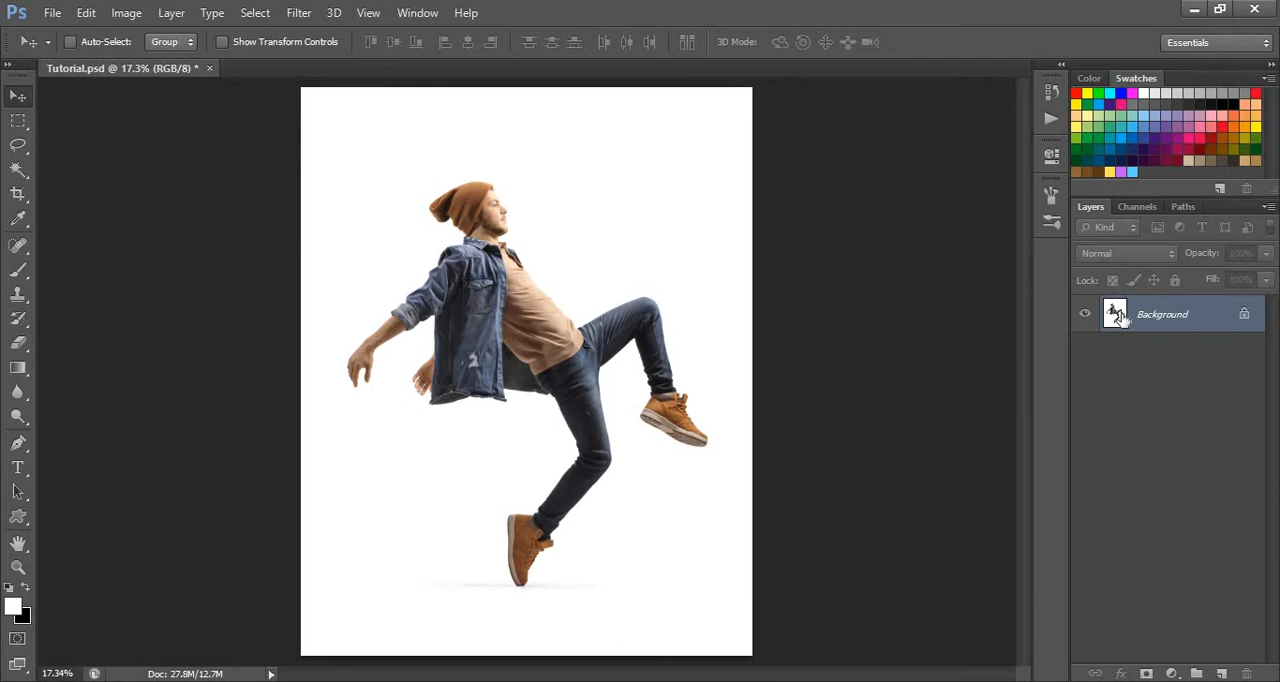 Ps File Edit Image Layer Type Select Filter 3D View Window Help
Auto-Select: Group Show Transform Controls 3D Mode: Essentials
Tutorial.psd @ 17.3% (RGB/8) * ×
Color Swatches
Layers Channels Paths
Kind
Normal Opacity: 100%
Lock: Fill: 100%
Background
17.34% Doc: 27.8M/12.7M